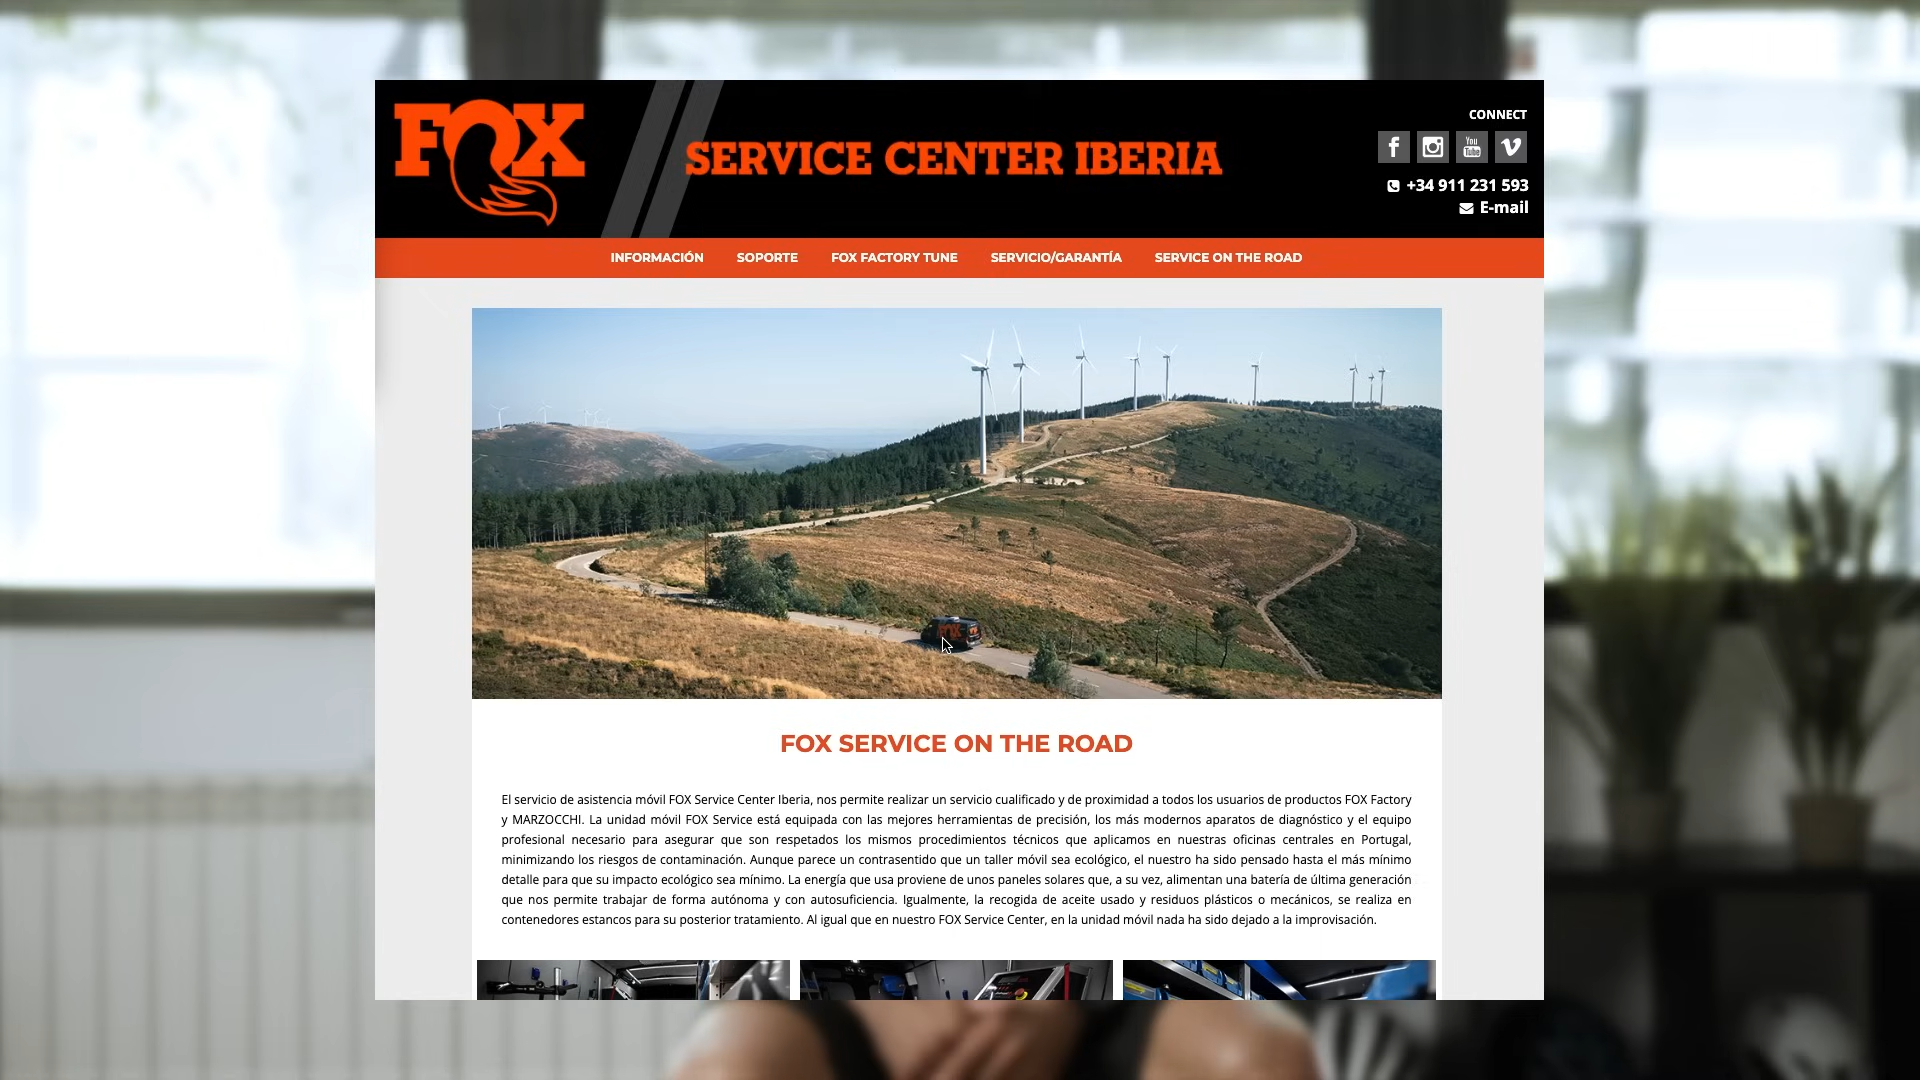 FOX
SERVICE CENTER IBERIA
CONNECT
You
Tube
+34 911 231 593
E-mail
INFORMACIÓN SOPORTE FOX FACTORY TUNE SERVICIO/GARANTÍA SERVICE ON THE ROAD
FOX
FOX SERVICE ON THE ROAD
El servicio de asistencia móvil FOX Service Center Iberia, nos permite realizar un servicio cualificado y de proximidad a todos los usuarios de productos FOX Factory
y MARZOCCHI. La unidad móvil FOX Service está equipada con las mejores herramientas de precisión, los más modernos aparatos de diagnóstico y el equipo
profesional necesario para asegurar que son respetados los mismos procedimientos técnicos que aplicamos en nuestras oficinas centrales en Portugal,
minimizando los riesgos de contaminación. Aunque parece un contrasentido que un taller móvil sea ecológico, el nuestro ha sido pensado hasta el más mínimo
detalle para que su impacto ecológico sea mínimo. La energía que usa proviene de unos paneles solares que, a su vez, alimentan una batería de última generación
que nos permite trabajar de forma autónoma y con autosuficiencia. Igualmente, la recogida de aceite usado y residuos plásticos o mecánicos, se realiza en
contenedores estancos para su posterior tratamiento. Al igual que en nuestro FOX Service Center, en la unidad móvil nada ha sido dejado a la improvisación.